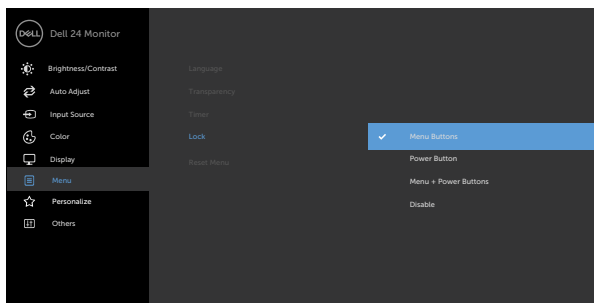 DELL Dell 24 Monitor
Brightness/Contrast
Auto Adjust
Input Source
Color
Display
Menu
Personalize
Others
Language
Transparency
Timer
Lock
Reset Menu
Menu Buttons
Power Button
Menu + Power Buttons
Disable